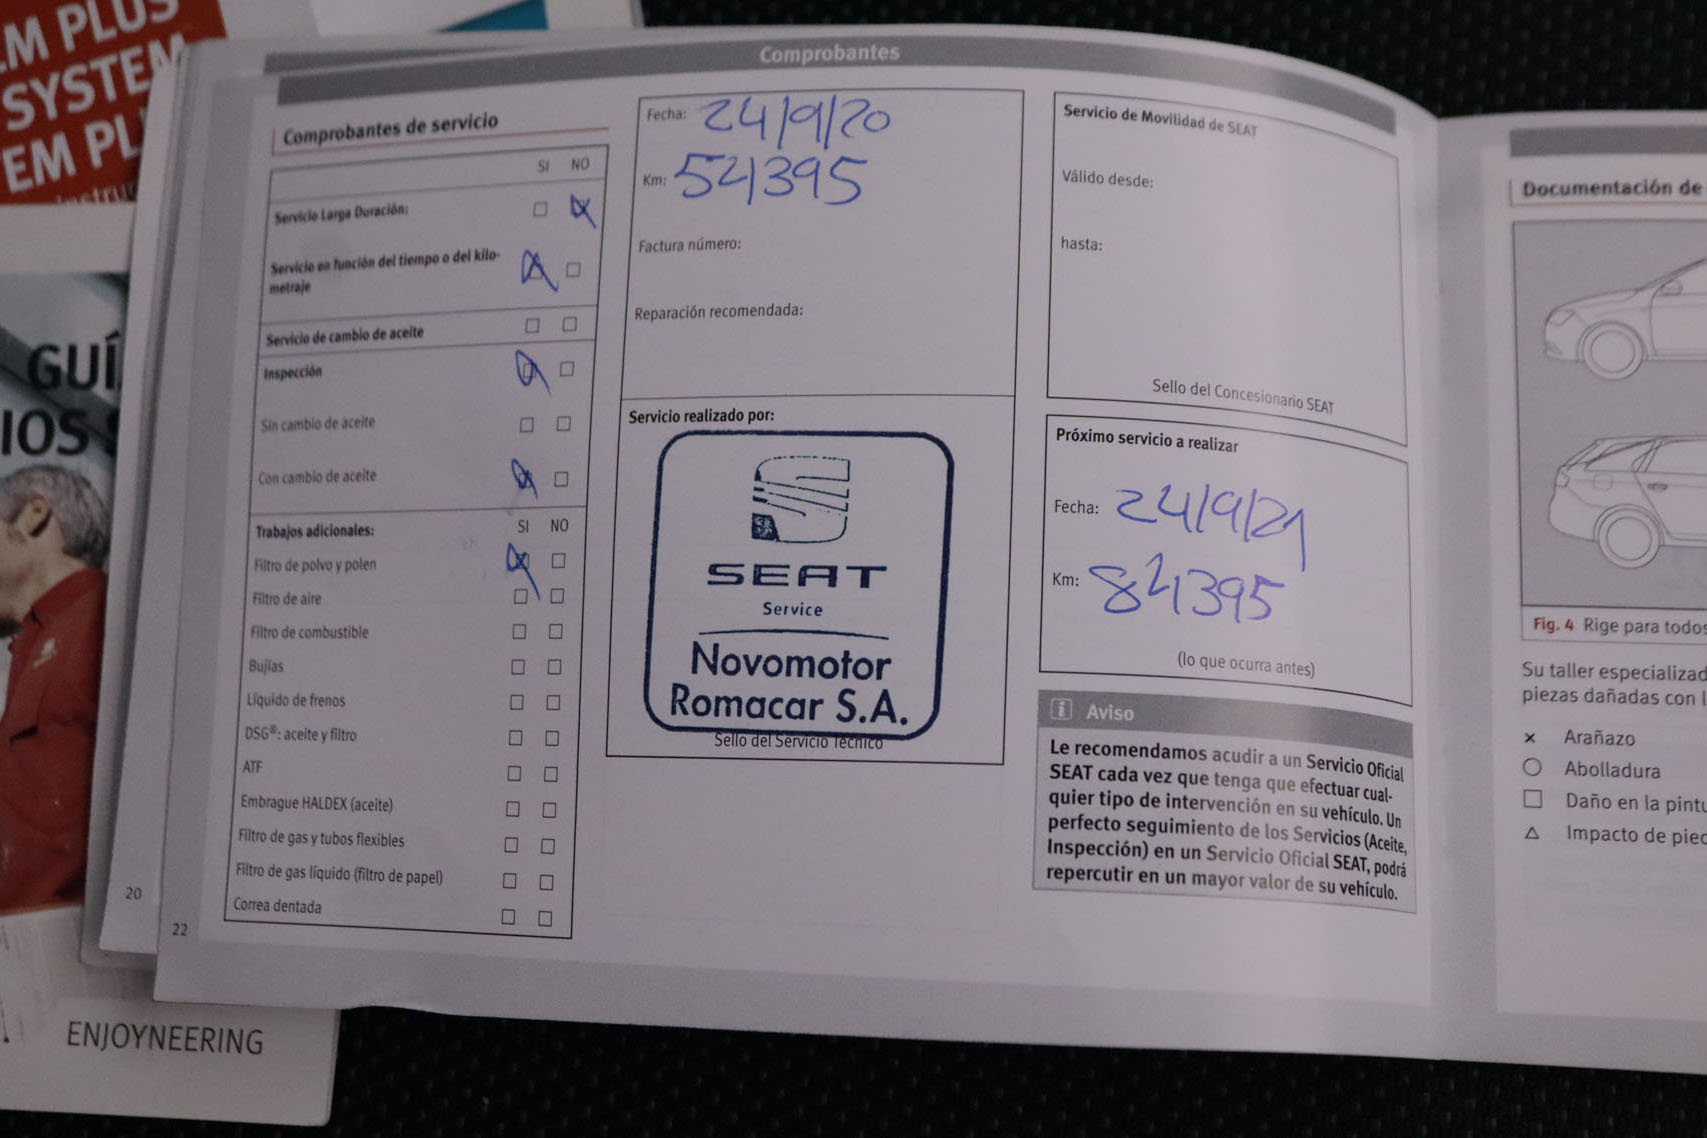 M PLUS
SYSTEM
EM PL
GUÍ
IOS
ENJOYNEERING
20
22
Comprobantes
Comprobantes de servicio
SI NO
Servicio Larga Duración:
Servicio en función del tiempo o del kilo-
metraje
Servicio de cambio de aceite
Inspección
Sin cambio de aceite
Con cambio de aceite
Trabajos adicionales: SI NO
Filtro de polvo y polen
Filtro de aire
Filtro de combustible
Bujías
Líquido de frenos
DSG®: aceite y filtro
ATF
Embrague HALDEX (aceite)
Filtro de gas y tubos flexibles
Filtro de gas líquido (filtro de papel)
Correa dentada
Fecha: 24/9/20
Km: 54395
Factura número:
Reparación recomendada:
Servicio realizado por:
SEAT
Service
Novomotor
Romacar S.A.
Sello del Servicio Técnico
Servicio de Movilidad de SEAT
Válido desde:
hasta:
Sello del Concesionario SEAT
Próximo servicio a realizar
Fecha: 24/9/21
Km: 84395
(lo que ocurra antes)
i Aviso
Le recomendamos acudir a un Servicio Oficial
SEAT cada vez que tenga que efectuar cual-
quier tipo de intervención en su vehículo. Un
perfecto seguimiento de los Servicios (Aceite,
Inspección) en un Servicio Oficial SEAT, podrá
repercutir en un mayor valor de su vehículo.
Documentación de
Fig. 4 Rige para todos
Su taller especializad
piezas dañadas con l
Arañazo
Abolladura
Daño en la pintu
Impacto de pied